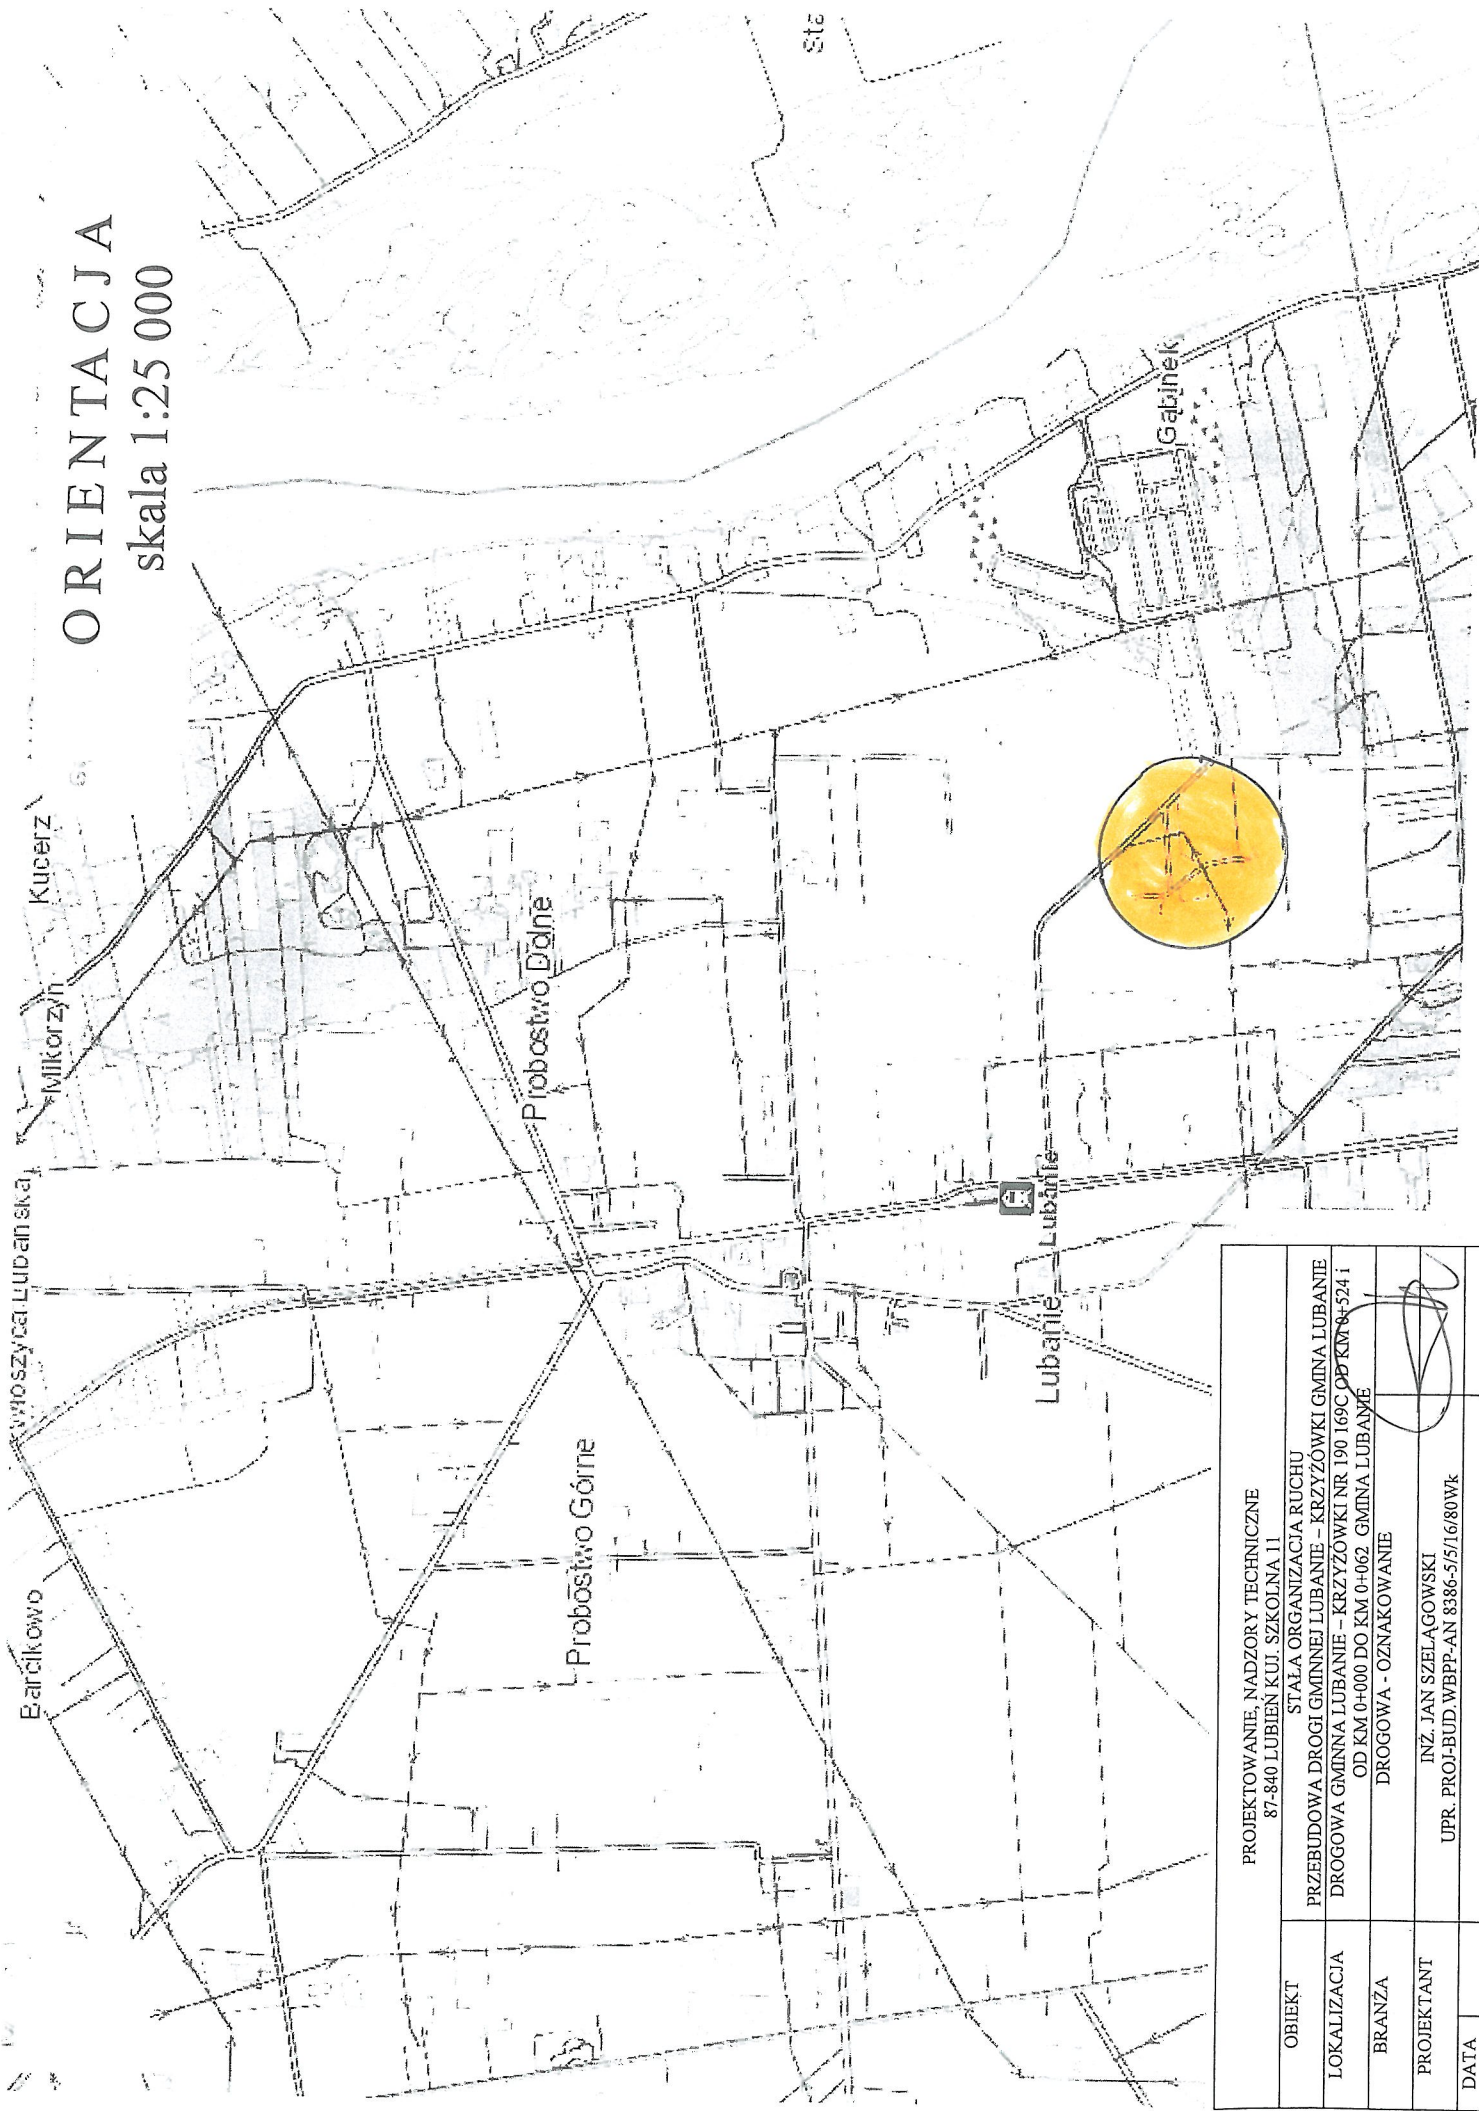 ORIENTACJA
skala 1:25 000
Mikorzyn
Kucerz
Barcikowo
Probostwo Dolne
Probostwo Górne
Lubanie
Lubanie
Gąbinek
PROJEKTOWANIE, NADZORY TECHNICZNE
87-840 LUBIEŃ KUJ. SZKOLNA 11
OBIEKT
STAŁA ORGANIZACJA RUCHU
PRZEBUDOWA DROGI GMINNEJ LUBANIE – KRZYŻÓWKI GMINA LUBANIE
LOKALIZACJA
DROGOWA GMINNA LUBANIE – KRZYŻÓWKI NR 190 169C OD KM 0+524 i
OD KM 0+000 DO KM 0+062 GMINA LUBANIE
BRANŻA
DROGOWA - OZNAKOWANIE
PROJEKTANT
INŻ. JAN SZELĄGOWSKI
UPR. PROJ-BUD.WBPP-AN 8386-5/5/16/80Wk
DATA